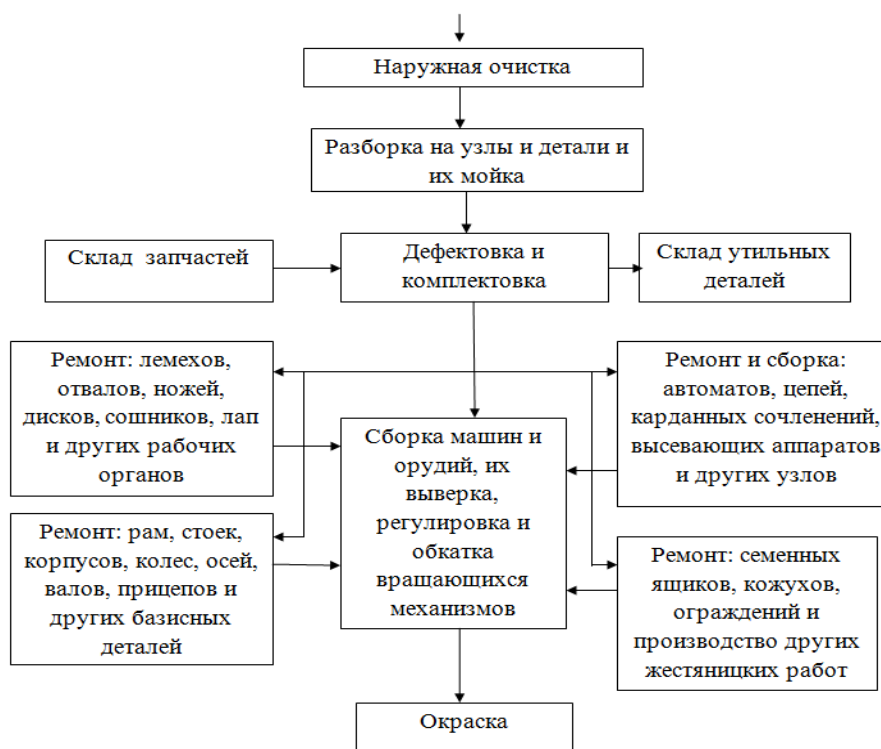 Наружная очистка
Разборка на узлы и детали и
их мойка
Склад запчастей
Дефектовка и
комплектовка
Склад утильных
деталей
Ремонт: лемехов,
отвалов, ножей,
дисков, сошников, лап
и других рабочих
органов
Ремонт и сборка:
автоматов, цепей,
карданных сочленений,
высевающих аппаратов
и других узлов
Сборка машин и
орудий, их
выверка,
регулировка и
обкатка
вращающихся
механизмов
Ремонт: рам, стоек,
корпусов, колес, осей,
валов, прицепов и
других базисных
деталей
Ремонт: семенных
ящиков, кожухов,
ограждений и
производство других
жестяницких работ
Окраска